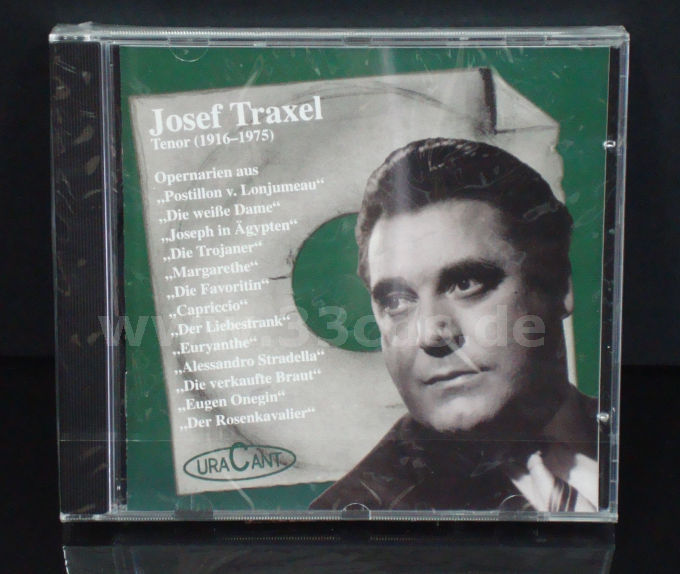 Josef Traxel
Tenor (1916–1975)
Opernarien aus
„Postillon v. Lonjumeau“
„Die weiße Dame“
„Joseph in Ägypten“
„Die Trojaner“
„Margarethe“
„Die Favoritin“
„Capriccio“
„Der Liebestrank“
„Euryanthe“
„Alessandro Stradella“
„Die verkaufte Braut“
„Eugen Onegin“
„Der Rosenkavalier“
URACANT